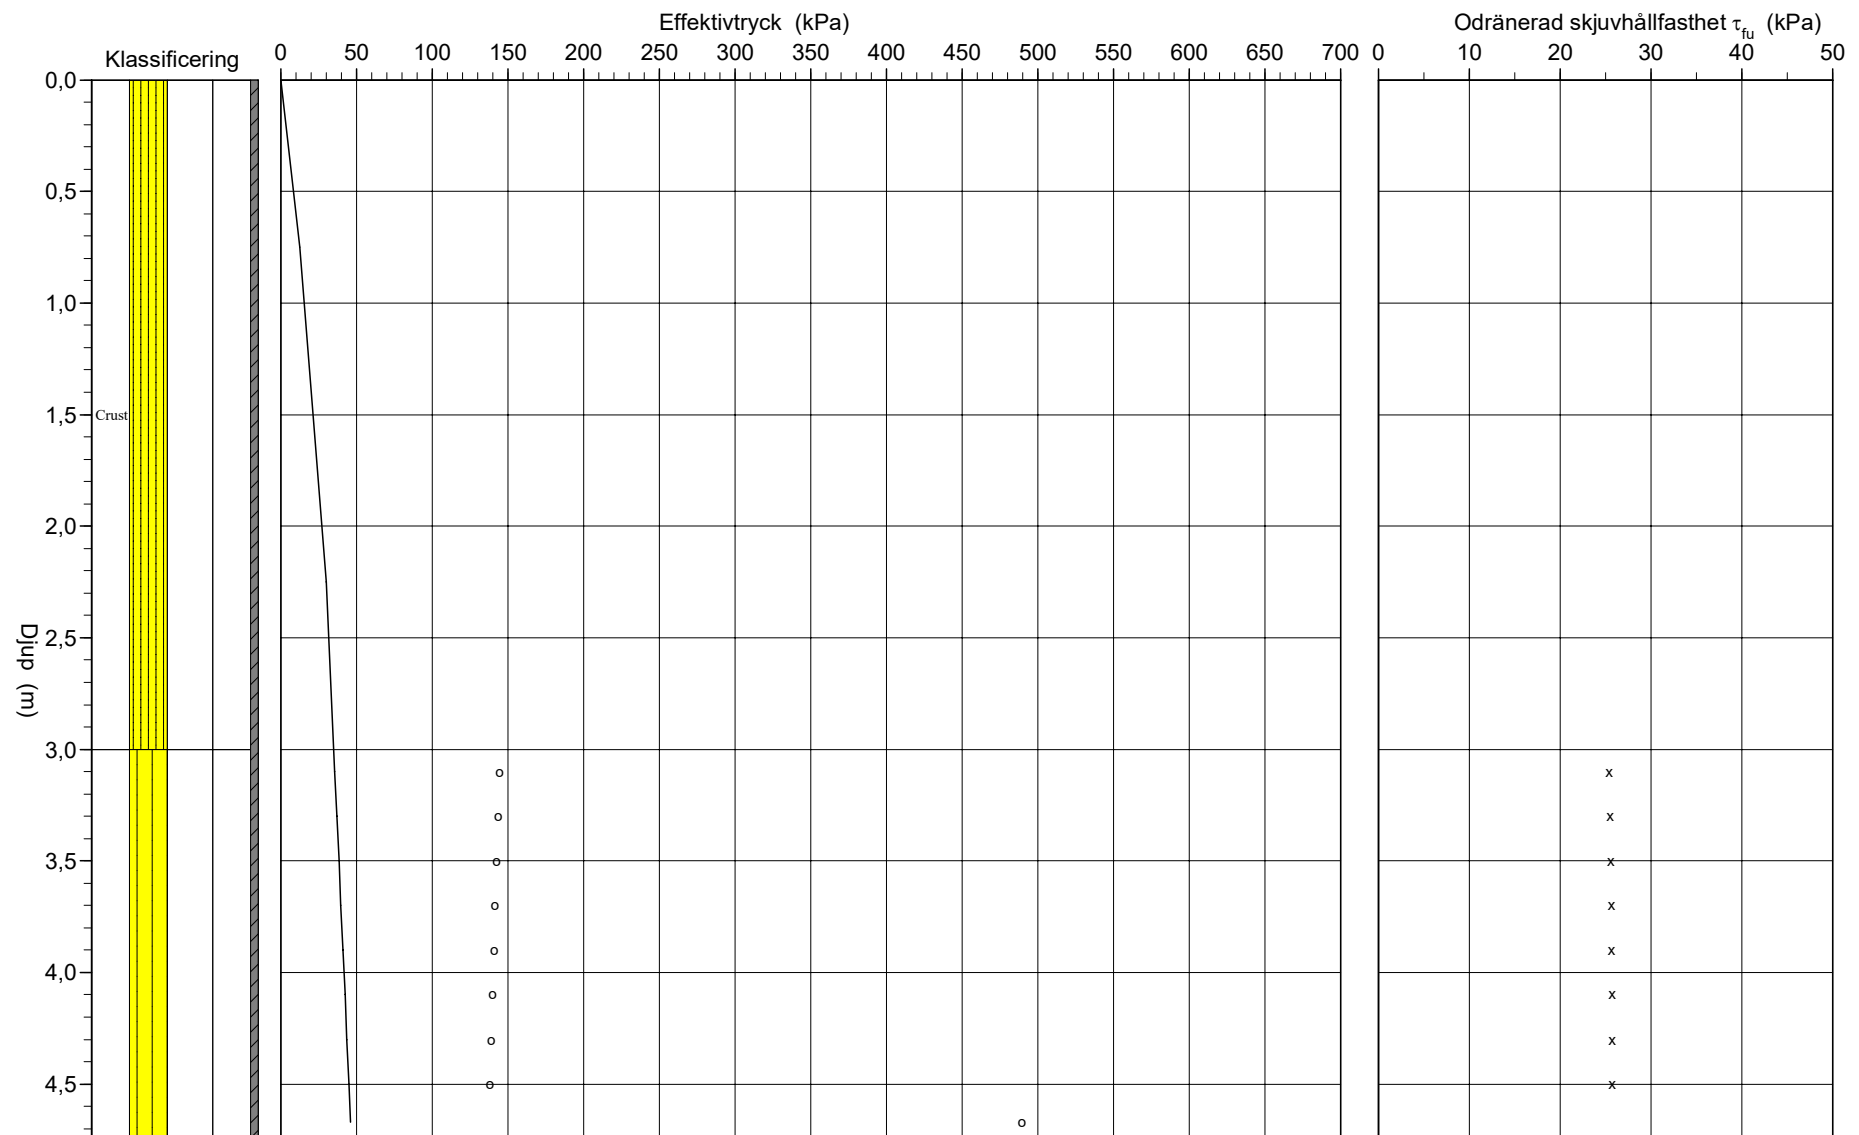 Effektivtryck (kPa)
Odränerad skjuvhållfasthet τfu (kPa)
Klassificering
0 50 100 150 200 250 300 350 400 450 500 550 600 650 700
0 10 20 30 40 50
0,0
0,5
1,0
Crust
1,5
2,0
2,5
3,0
3,5
4,0
4,5
Djup (m)